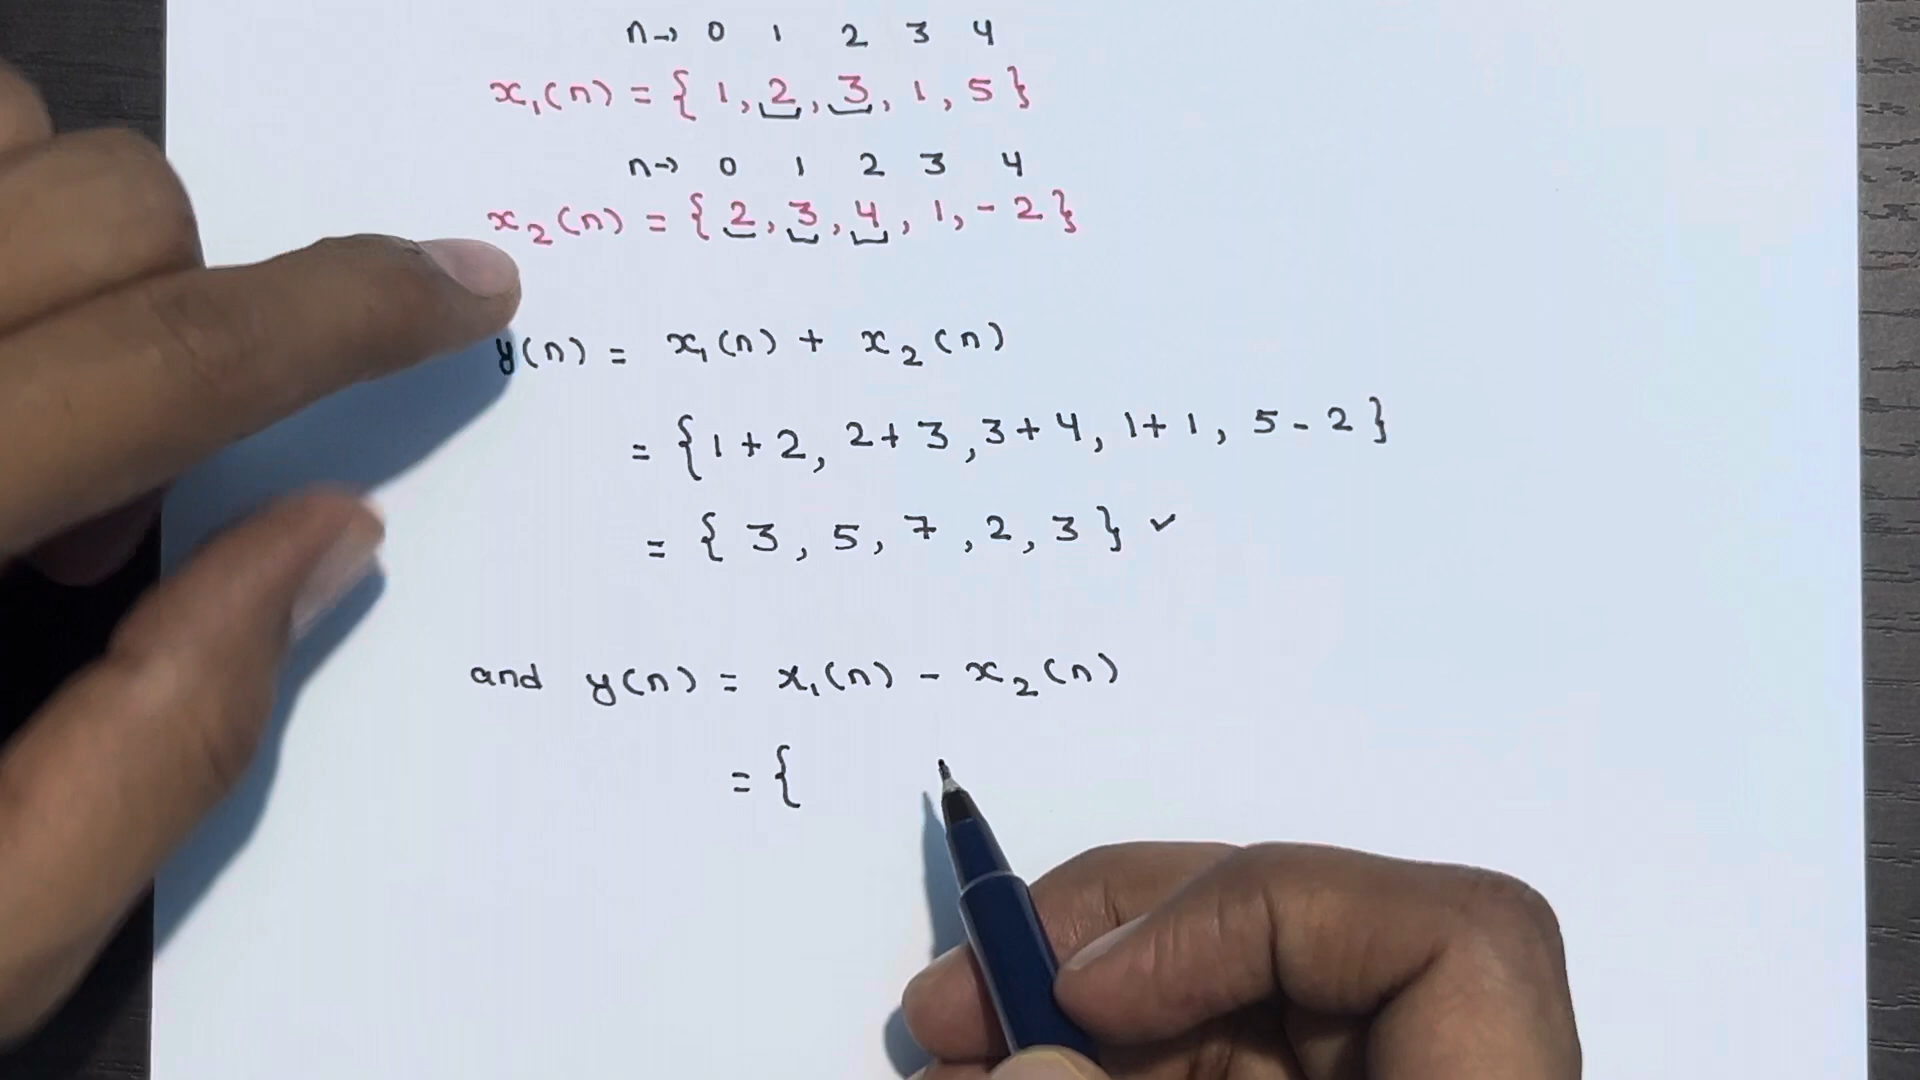 n→ 0 1 2 3 4
x₁(n) = { 1, 2, 3, 1, 5 }
n→ 0 1 2 3 4
x₂(n) = { 2, 3, 4, 1, -2 }
y(n) = x₁(n) + x₂(n)
= { 1+2, 2+3, 3+4, 1+1, 5-2 }
= { 3, 5, 7, 2, 3 } ✓
and y(n) = x₁(n) - x₂(n)
= {